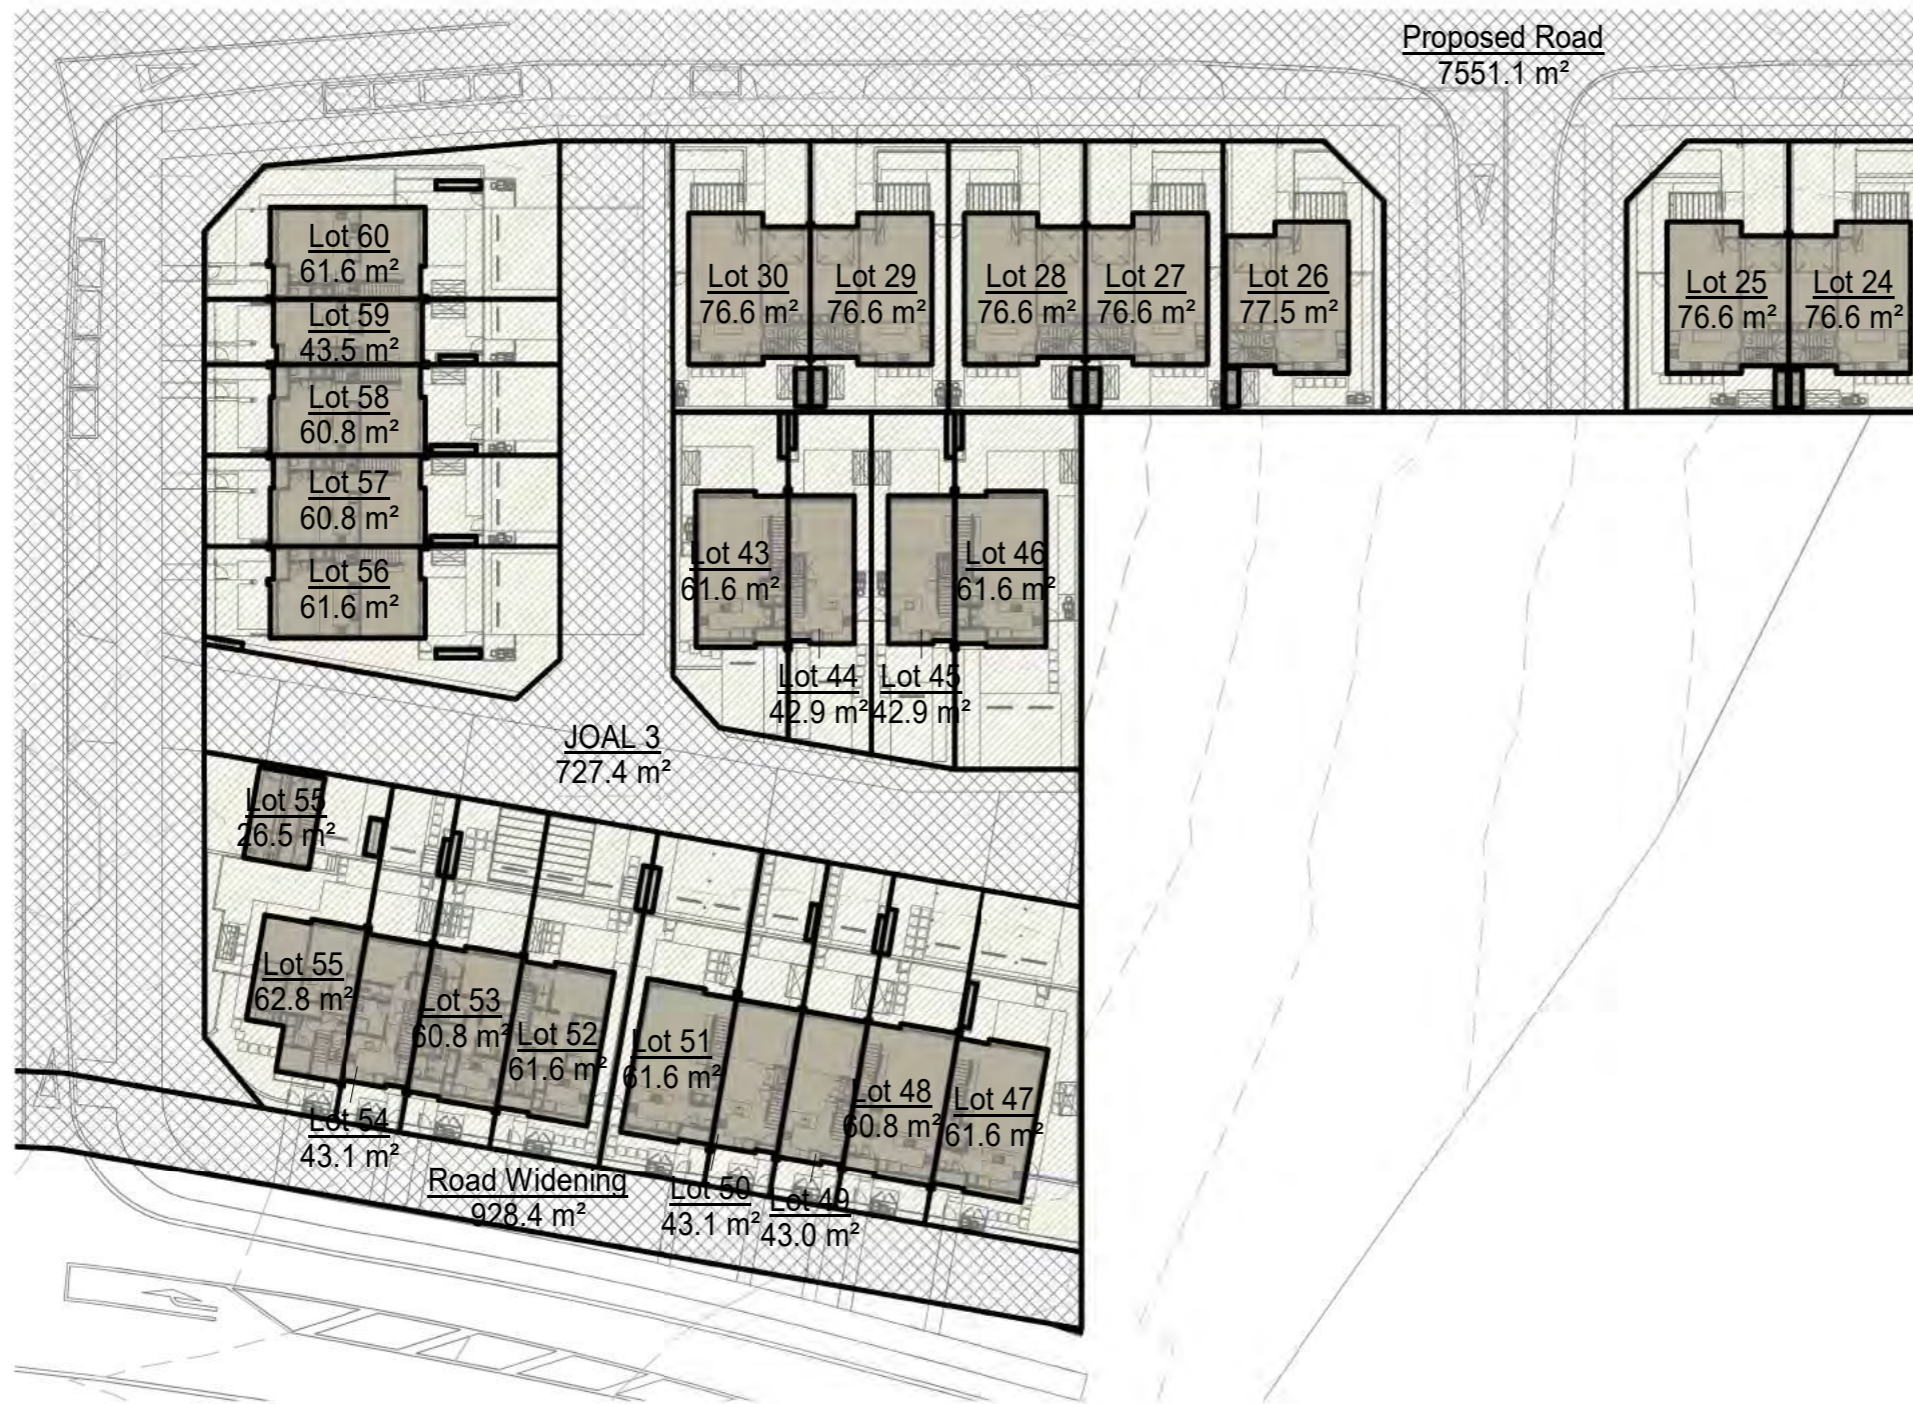 Proposed Road
7551.1 m²
Lot 60
61.6 m²
Lot 59
43.5 m²
Lot 58
60.8 m²
Lot 57
60.8 m²
Lot 56
61.6 m²
Lot 30
76.6 m²
Lot 29
76.6 m²
Lot 28
76.6 m²
Lot 27
76.6 m²
Lot 26
77.5 m²
Lot 25
76.6 m²
Lot 24
76.6 m²
Lot 43
61.6 m²
Lot 44
42.9 m²
Lot 45
42.9 m²
Lot 46
61.6 m²
JOAL 3
727.4 m²
Lot 55
26.5 m²
Lot 55
62.8 m²
Lot 54
43.1 m²
Lot 53
60.8 m²
Lot 52
61.6 m²
Lot 51
61.6 m²
Lot 50
43.1 m²
Lot 49
43.0 m²
Lot 48
60.8 m²
Lot 47
61.6 m²
Road Widening
928.4 m²